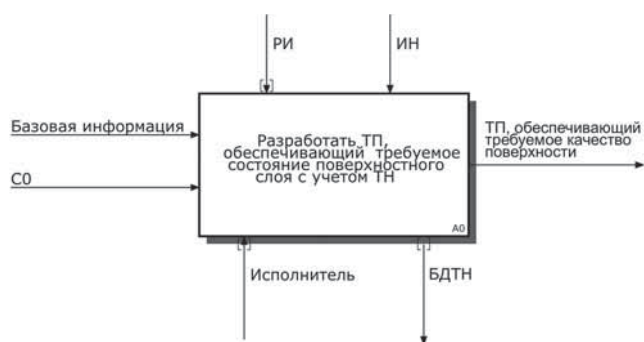 РИ
ИН
Базовая информация
С0
Разработать ТП,
обеспечивающий требуемое
состояние поверхностного
слоя с учетом ТН
А0
ТП, обеспечивающий
требуемое качество
поверхности
Исполнитель
БДТН